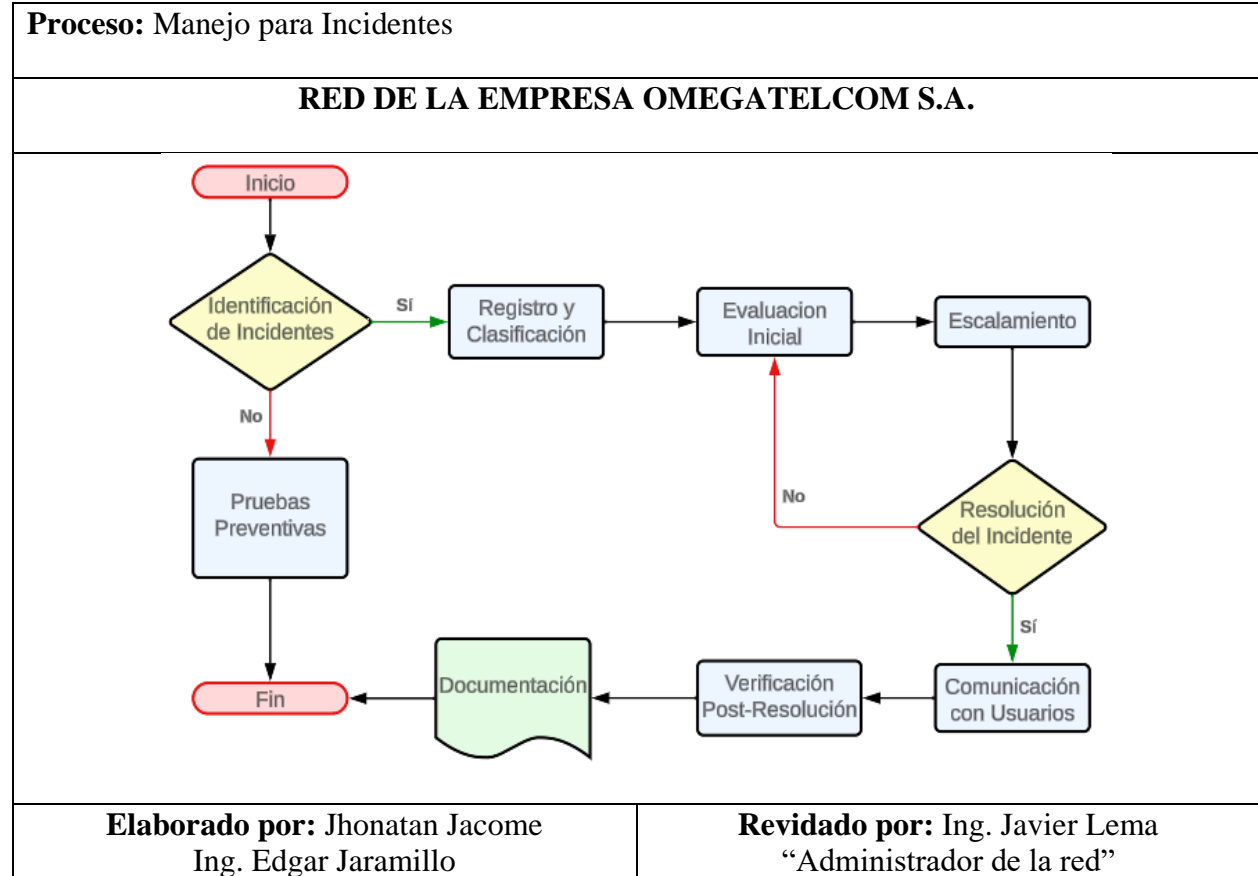 Proceso: Manejo para Incidentes
RED DE LA EMPRESA OMEGATELCOM S.A.
Inicio
Identificación
de Incidentes
Sí
Registro y
Clasificación
Evaluacion
Inicial
Escalamiento
No
Pruebas
Preventivas
No
Resolución
del Incidente
Sí
Fin
Documentación
Verificación
Post-Resolución
Comunicación
con Usuarios
Elaborado por: Jhonatan Jacome
Ing. Edgar Jaramillo
Revidado por: Ing. Javier Lema
“Administrador de la red”